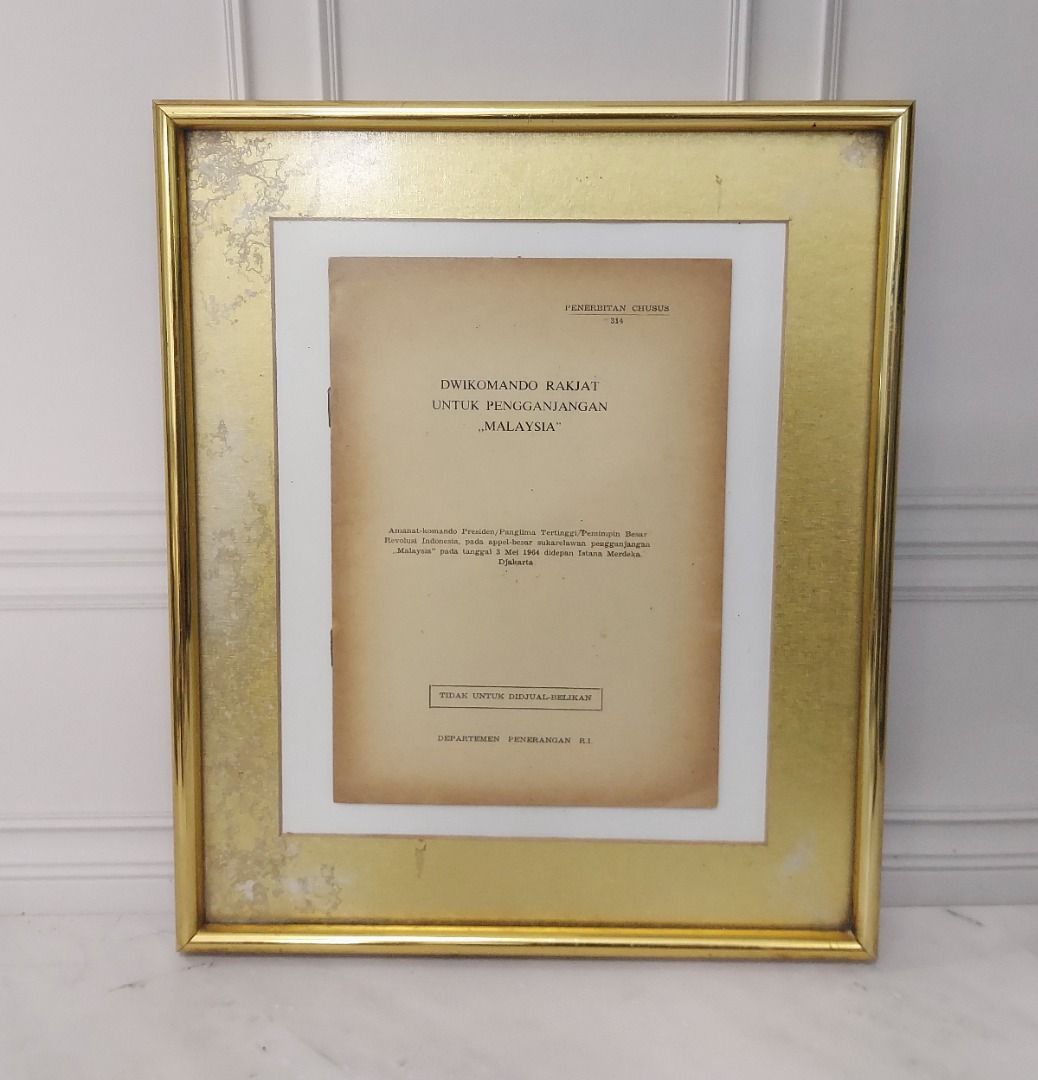 PENERBITAN CHUSUS
314
DWIKOMANDO RAKJAT
UNTUK PENGGANJANGAN
„MALAYSIA”
Amanat-komando Presiden/Panglima Tertinggi/Pemimpin Besar
Revolusi Indonesia, pada appel-besar sukarelawan pengganjangan
„Malaysia” pada tanggal 3 Mei 1964 didepan Istana Merdeka.
Djakarta
TIDAK UNTUK DIDJUAL-BELIKAN
DEPARTEMEN PENERANGAN R.I.